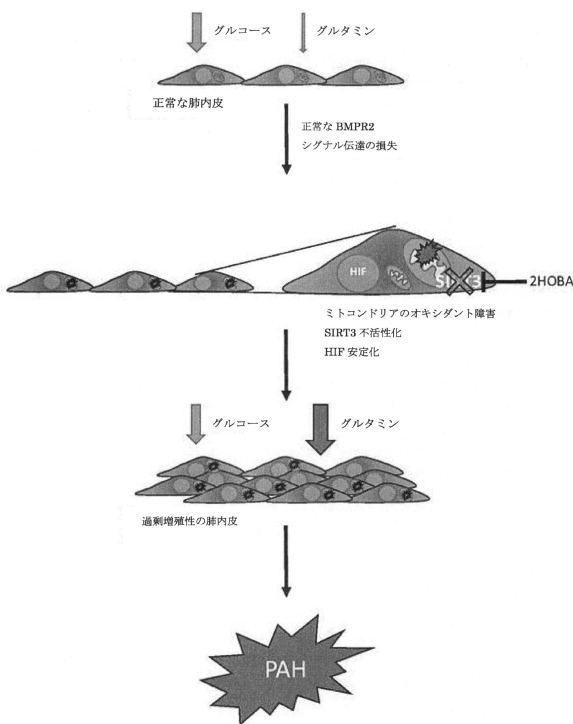 グルコース
グルタミン
正常な肺内皮
正常な BMPR2
シグナル伝達の損失
HIF
2HOBA
ミトコンドリアのオキシダント障害
SIRT3 不活性化
HIF 安定化
グルコース
グルタミン
過剰増殖性の肺内皮
PAH